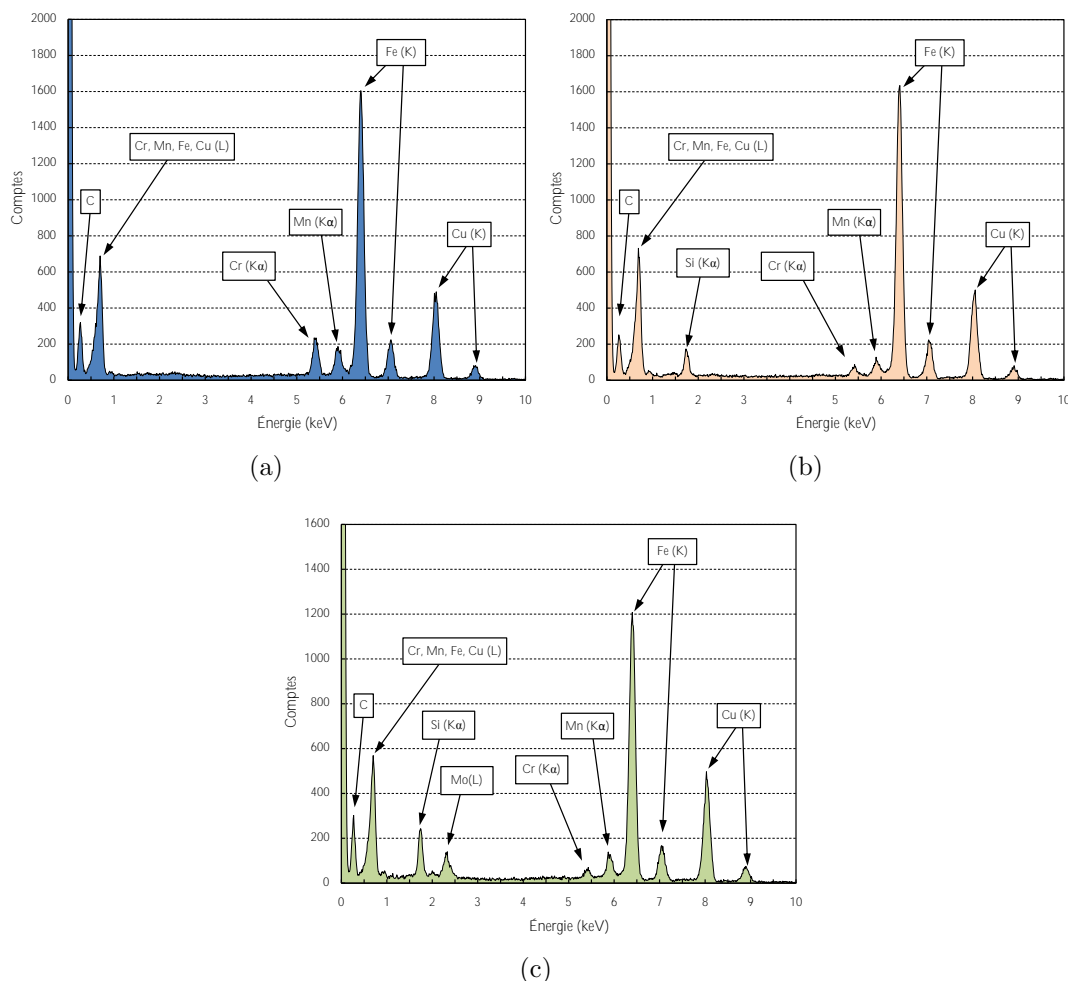 2000
1800
1600
1400
1200
1000
800
600
400
200
0
Comptes
Fe (K)
Cr, Mn, Fe, Cu (L)
C
Mn (Kα)
Cr (Kα)
Cu (K)
0 1 2 3 4 5 6 7 8 9 10
Énergie (keV)
(a)
2000
1800
1600
1400
1200
1000
800
600
400
200
0
Comptes
Fe (K)
Cr, Mn, Fe, Cu (L)
C
Si (Kα)
Mn (Kα)
Cr (Kα)
Cu (K)
0 1 2 3 4 5 6 7 8 9 10
Énergie (keV)
(b)
1600
1400
1200
1000
800
600
400
200
0
Comptes
Fe (K)
Cr, Mn, Fe, Cu (L)
C
Si (Kα)
Mo(L)
Mn (Kα)
Cr (Kα)
Cu (K)
0 1 2 3 4 5 6 7 8 9 10
Énergie (keV)
(c)